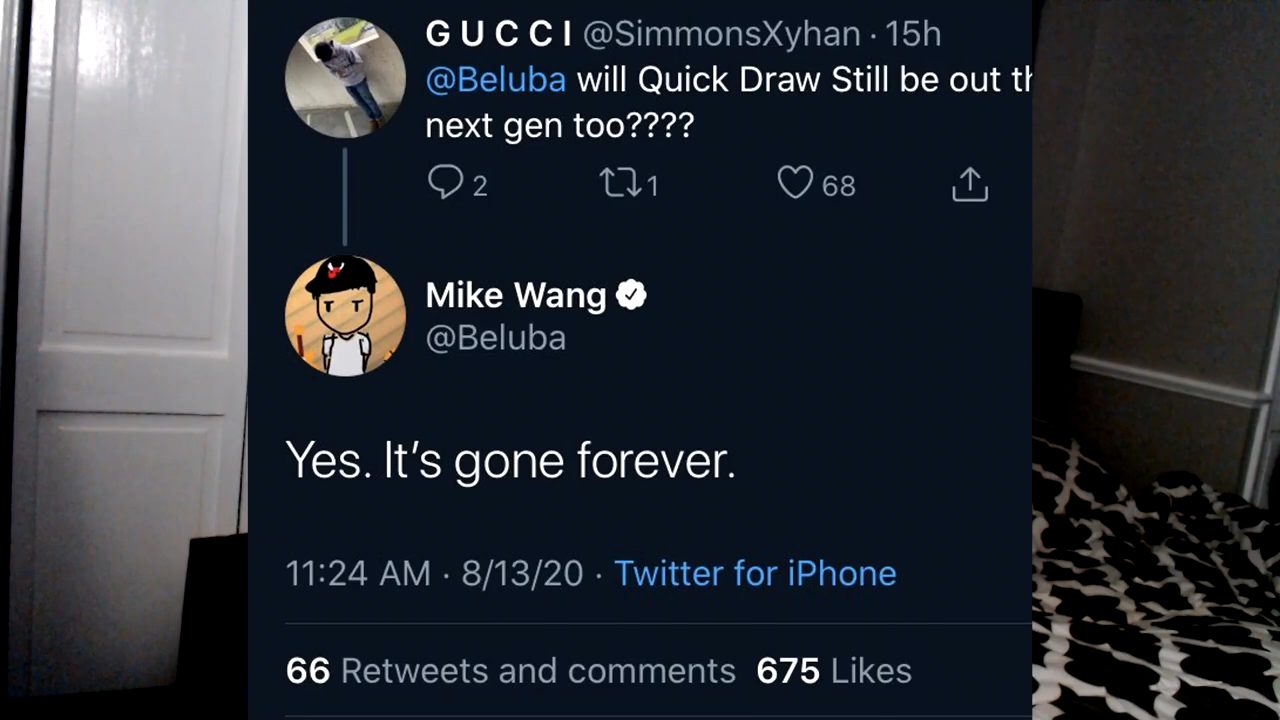 G U C C I @SimmonsXyhan · 15h
@Beluba will Quick Draw Still be out
next gen too????
2 1 68
Mike Wang
@Beluba
Yes. It’s gone forever.
11:24 AM · 8/13/20 · Twitter for iPhone
66 Retweets and comments 675 Likes